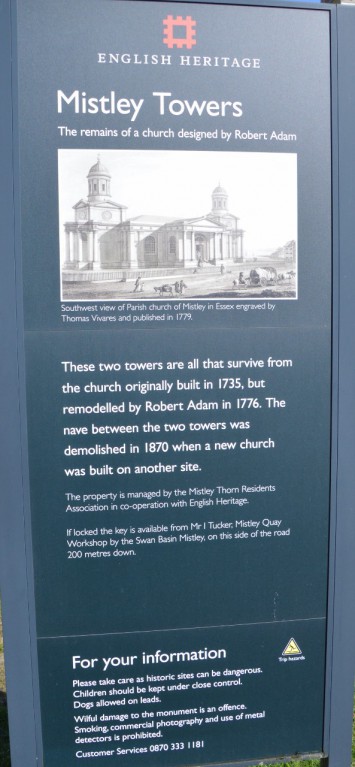 ENGLISH HERITAGE
Mistley Towers
The remains of a church designed by Robert Adam
Southwest view of Parish church of Mistley in Essex engraved by
Thomas Vivares and published in 1779.
These two towers are all that survive from
the church originally built in 1735, but
remodelled by Robert Adam in 1776. The
nave between the two towers was
demolished in 1870 when a new church
was built on another site.
The property is managed by the Mistley Thorn Residents
Association in co-operation with English Heritage.
If locked the key is available from Mr I Tucker, Mistley Quay
Workshop by the Swan Basin Mistley, on this side of the road
200 metres down.
For your information
Trip hazards
Please take care as historic sites can be dangerous.
Children should be kept under close control.
Dogs allowed on leads.
Wilful damage to the monument is an offence.
Smoking, commercial photography and use of metal
detectors is prohibited.
Customer Services 0870 333 1181